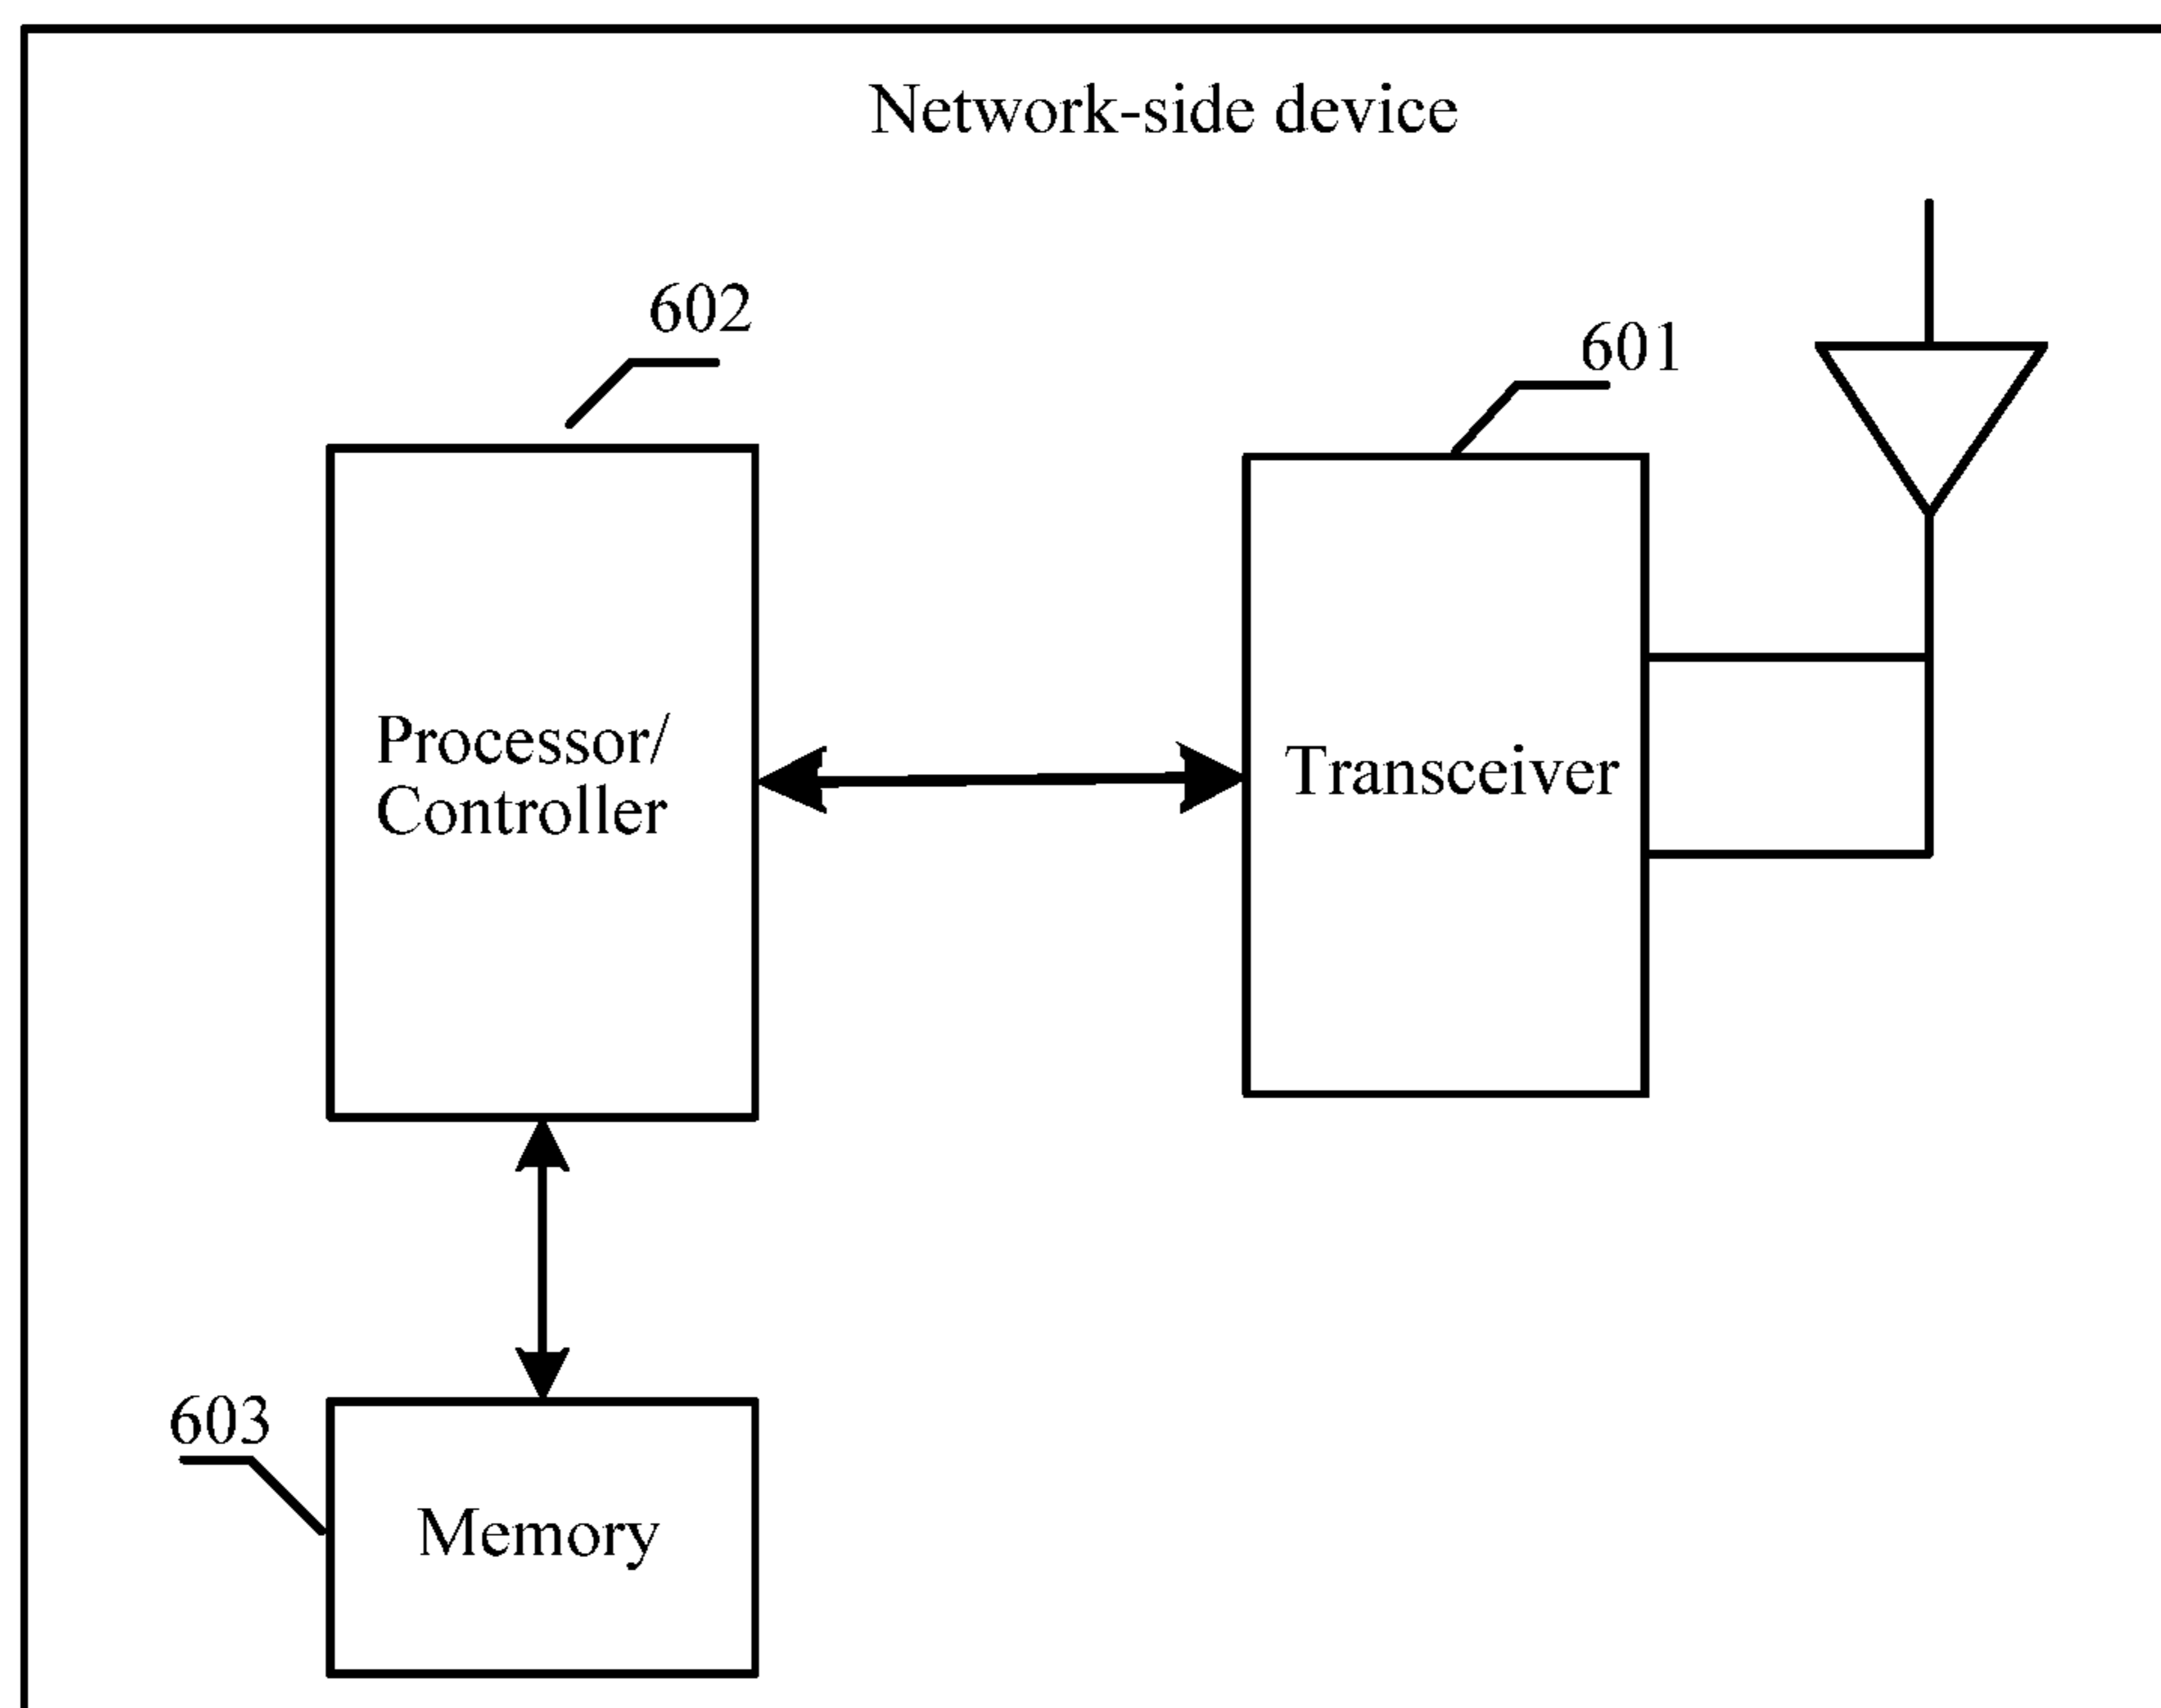 Network-side device
602
601
Processor/
Controller
Transceiver
603
Memory